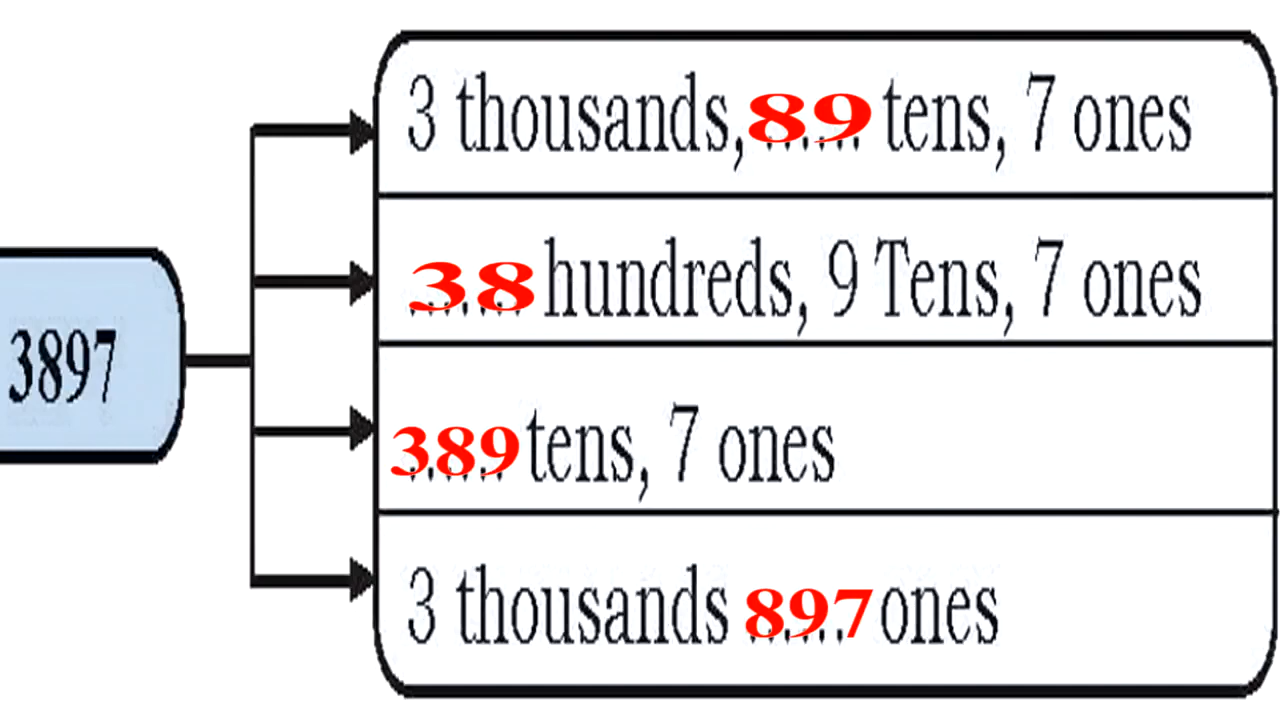 3 thousands, 89 tens, 7 ones
38 hundreds, 9 Tens, 7 ones
3897
389 tens, 7 ones
3 thousands 897 ones